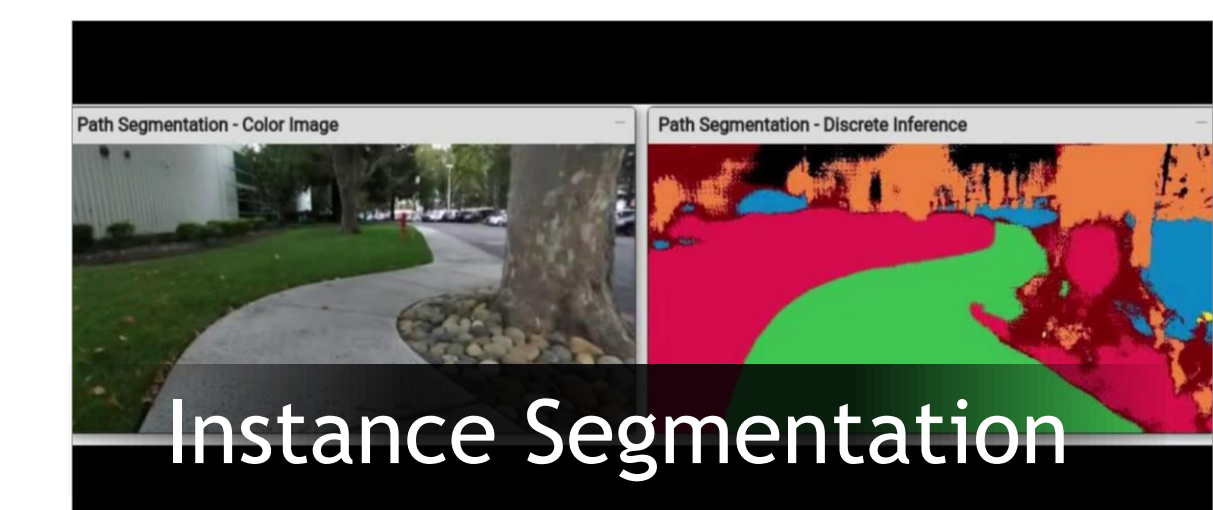 Path Segmentation - Color Image
Path Segmentation - Discrete Inference
Instance Segmentation